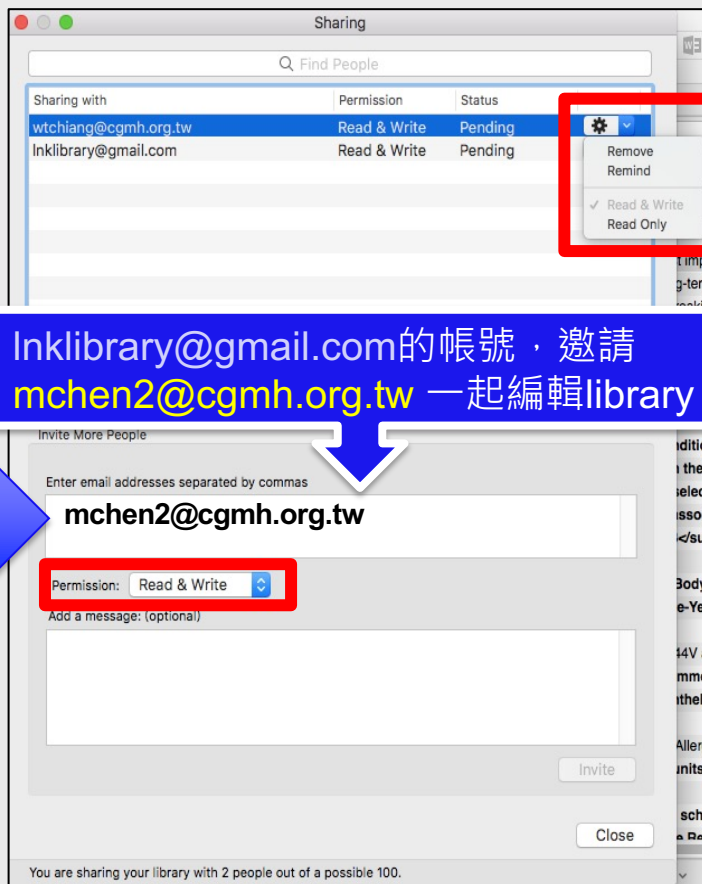 Sharing
Find People
Sharing with Permission Status
wtchiang@cgmh.org.tw Read & Write Pending
lnklibrary@gmail.com Read & Write Pending
Remove
Remind
✓ Read & Write
Read Only
lnklibrary@gmail.com的帳號，邀請
mchen2@cgmh.org.tw 一起編輯library
Invite More People
Enter email addresses separated by commas
mchen2@cgmh.org.tw
Permission: Read & Write
Add a message: (optional)
Invite
Close
You are sharing your library with 2 people out of a possible 100.